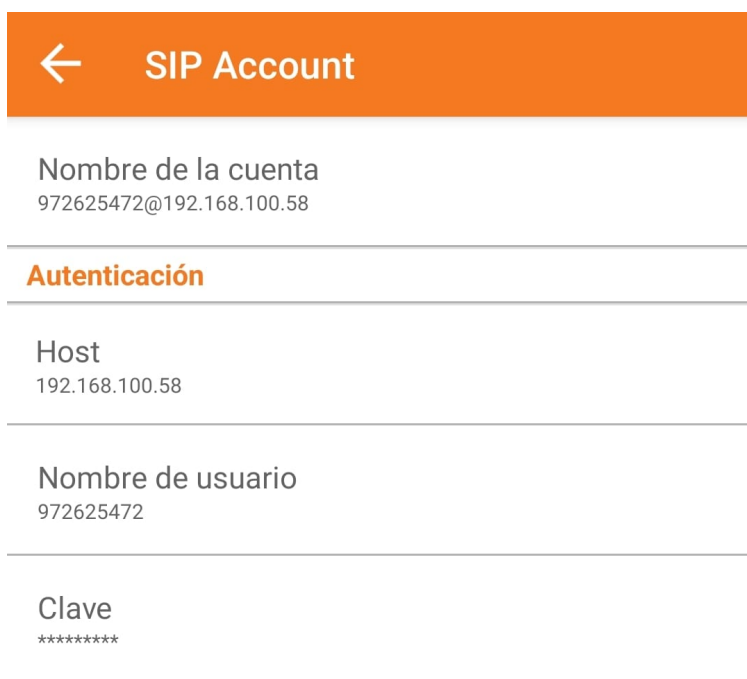 SIP Account
Nombre de la cuenta
972625472@192.168.100.58
Autenticación
Host
192.168.100.58
Nombre de usuario
972625472
Clave
*********